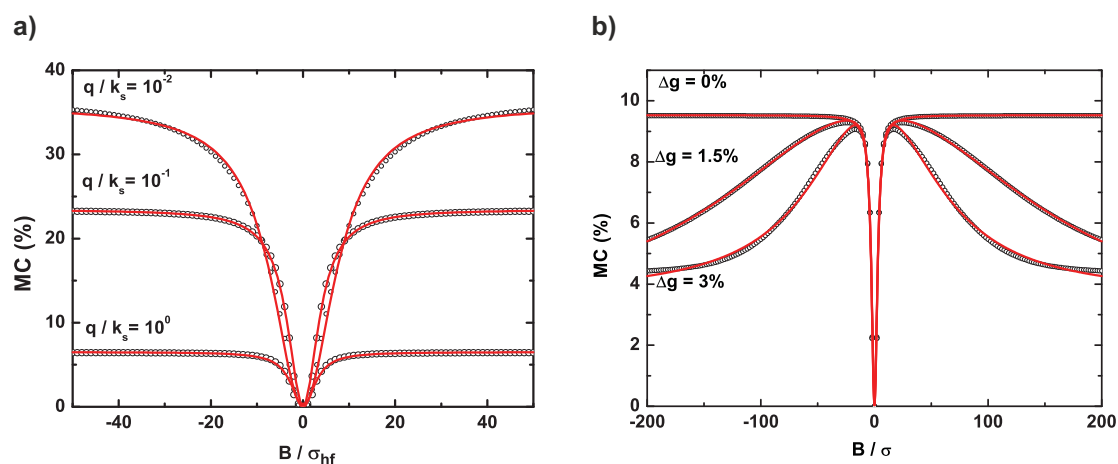 a)
MC (%)
40
30
20
10
0
q / k_s = 10^-2
q / k_s = 10^-1
q / k_s = 10^0
-40 -20 0 20 40
B / σ_hf
b)
MC (%)
10
8
6
4
2
0
Δg = 0%
Δg = 1.5%
Δg = 3%
-200 -100 0 100 200
B / σ